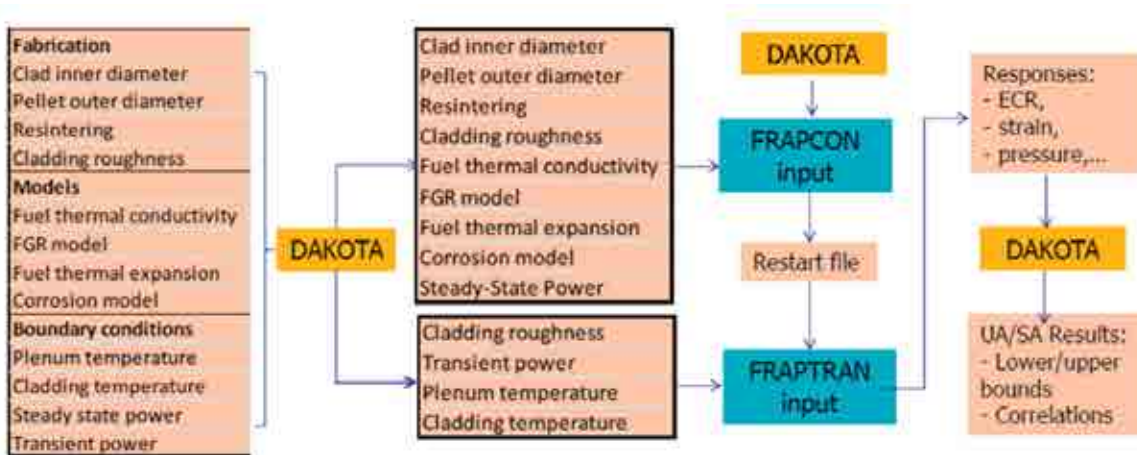 Fabrication
Clad inner diameter
Pellet outer diameter
Resintering
Cladding roughness
Models
Fuel thermal conductivity
FGR model
Fuel thermal expansion
Corrosion model
Boundary conditions
Plenum temperature
Cladding temperature
Steady state power
Transient power
DAKOTA
Clad inner diameter
Pellet outer diameter
Resintering
Cladding roughness
Fuel thermal conductivity
FGR model
Fuel thermal expansion
Corrosion model
Steady-State Power
Cladding roughness
Transient power
Plenum temperature
Cladding temperature
DAKOTA
FRAPCON
input
Restart file
FRAPTRAN
input
Responses:
- ECR,
- strain,
- pressure,...
DAKOTA
UA/SA Results:
- Lower/upper
bounds
- Correlations